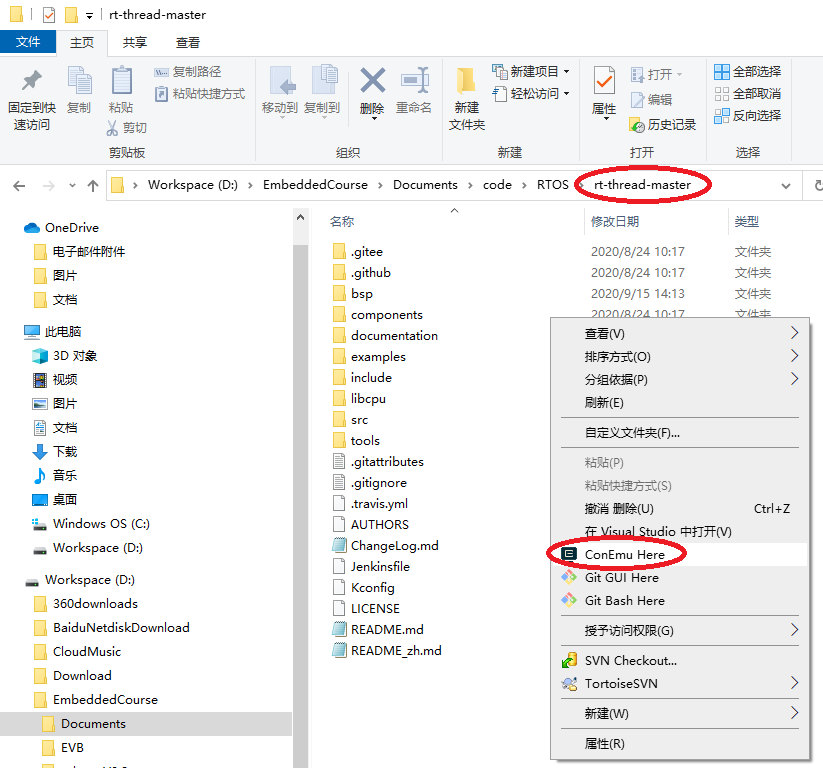 rt-thread-master
文件 主页 共享 查看
固定到快速访问
复制
粘贴
复制路径
粘贴快捷方式
剪切
移动到
复制到
删除
重命名
新建文件夹
新建项目
轻松访问
属性
打开
编辑
历史记录
全部选择
全部取消
反向选择
剪贴板 组织 新建 打开 选择
Workspace (D:) › EmbeddedCourse › Documents › code › RTOS › rt-thread-master
OneDrive
电子邮件附件
图片
文档
此电脑
3D 对象
视频
图片
文档
下载
音乐
桌面
Windows OS (C:)
Workspace (D:)
Workspace (D:)
360downloads
BaiduNetdiskDownload
CloudMusic
Download
EmbeddedCourse
Documents
EVB
名称 修改日期 类型
.gitee 2020/8/24 10:17 文件夹
.github 2020/8/24 10:17 文件夹
bsp 2020/9/15 14:13 文件夹
components 2020/8/24 10:17 文件夹
documentation
examples
include
libcpu
src
tools
.gitattributes
.gitignore
.travis.yml
AUTHORS
ChangeLog.md
Jenkinsfile
Kconfig
LICENSE
README.md
README_zh.md
查看(V)
排序方式(O)
分组依据(P)
刷新(E)
自定义文件夹(F)...
粘贴(P)
粘贴快捷方式(S)
撤消 删除(U) Ctrl+Z
在 Visual Studio 中打开(V)
ConEmu Here
Git GUI Here
Git Bash Here
授予访问权限(G)
SVN Checkout...
TortoiseSVN
新建(W)
属性(R)